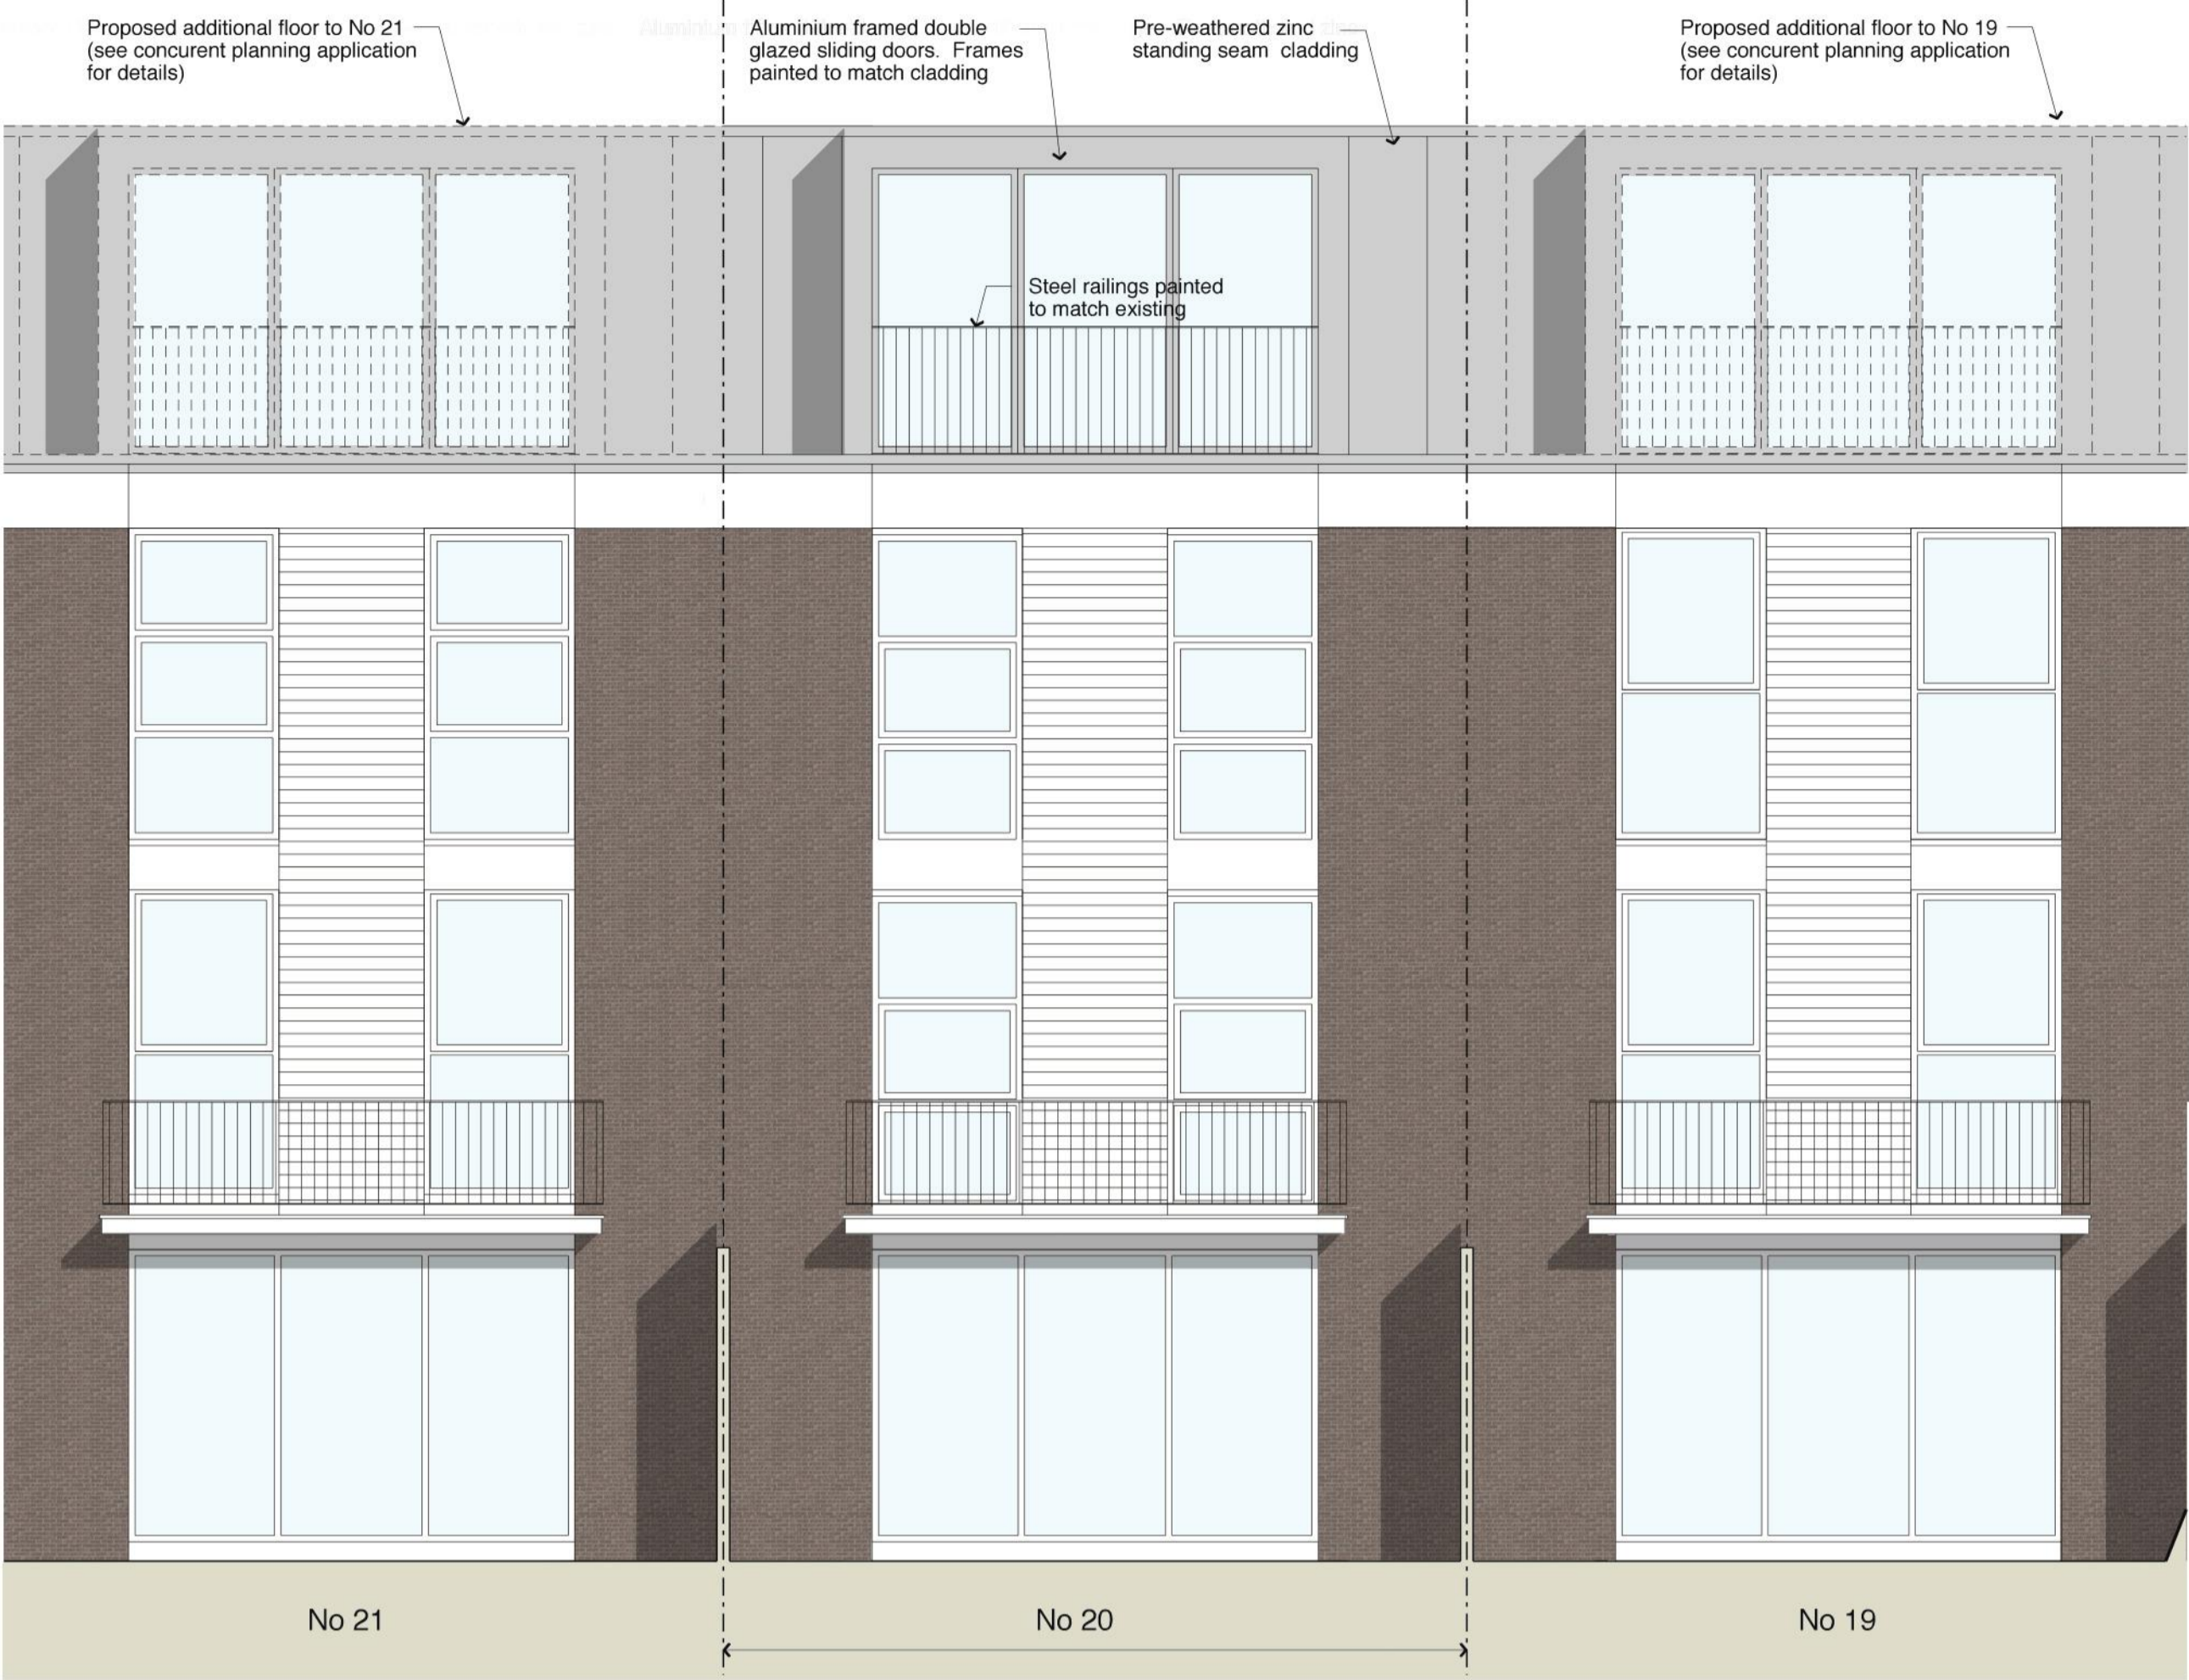 Proposed additional floor to No 21
(see concurent planning application
for details)
Aluminium framed double
glazed sliding doors. Frames
painted to match cladding
Pre-weathered zinc
standing seam cladding
Proposed additional floor to No 19
(see concurent planning application
for details)
Steel railings painted
to match existing
No 21
No 20
No 19